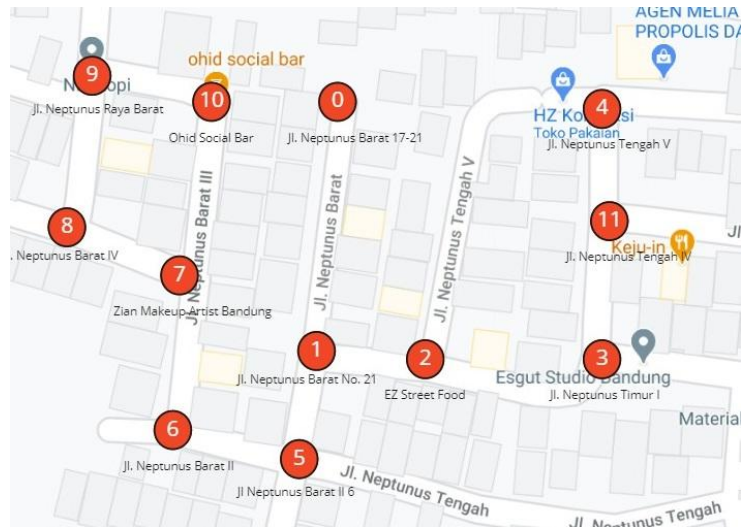 AGEN MELIA
PROPOLIS DA
ohid social bar
9
Jl. Neptunus Raya Barat
10
Ohid Social Bar
0
Jl. Neptunus Barat 17-21
HZ Ko
si
Toko Pakaian
4
Jl. Neptunus Tengah V
Jl. Neptunus Barat III
Jl. Neptunus Barat
Jl. Neptunus Tengah V
8
. Neptunus Barat IV
7
Zian Makeup Artist Bandung
11
Keju-in
Jl. Neptunus Tengah IV
Jl
1
Jl. Neptunus Barat No. 21
2
EZ Street Food
3
Esgut Studio Bandung
Jl. Neptunus Timur I
Material
6
Jl. Neptunus Barat II
5
Jl Neptunus Barat II 6
Jl. Neptunus Tengah
Jl. Neptunus Tengah